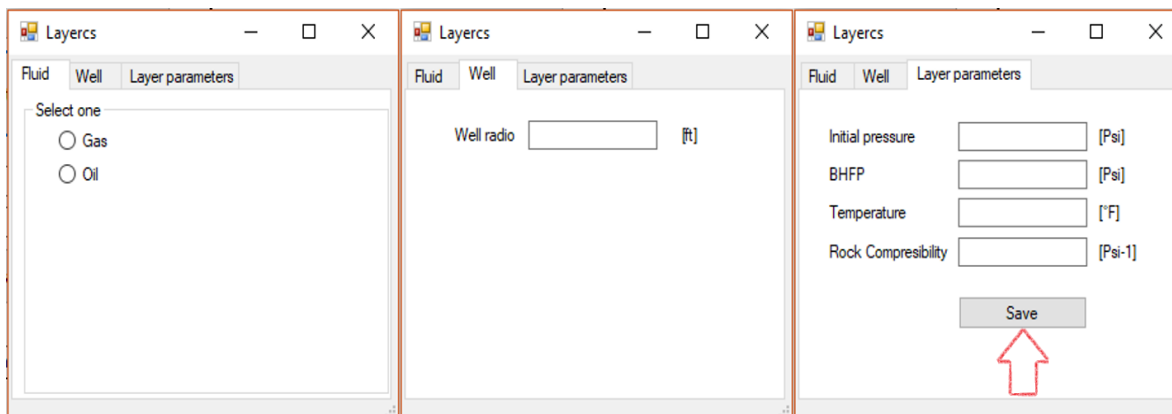 Layercs
Fluid Well Layer parameters
Select one
Gas
Oil
Layercs
Fluid Well Layer parameters
Well radio [ft]
Layercs
Fluid Well Layer parameters
Initial pressure [Psi]
BHFP [Psi]
Temperature [°F]
Rock Compresibility [Psi-1]
Save